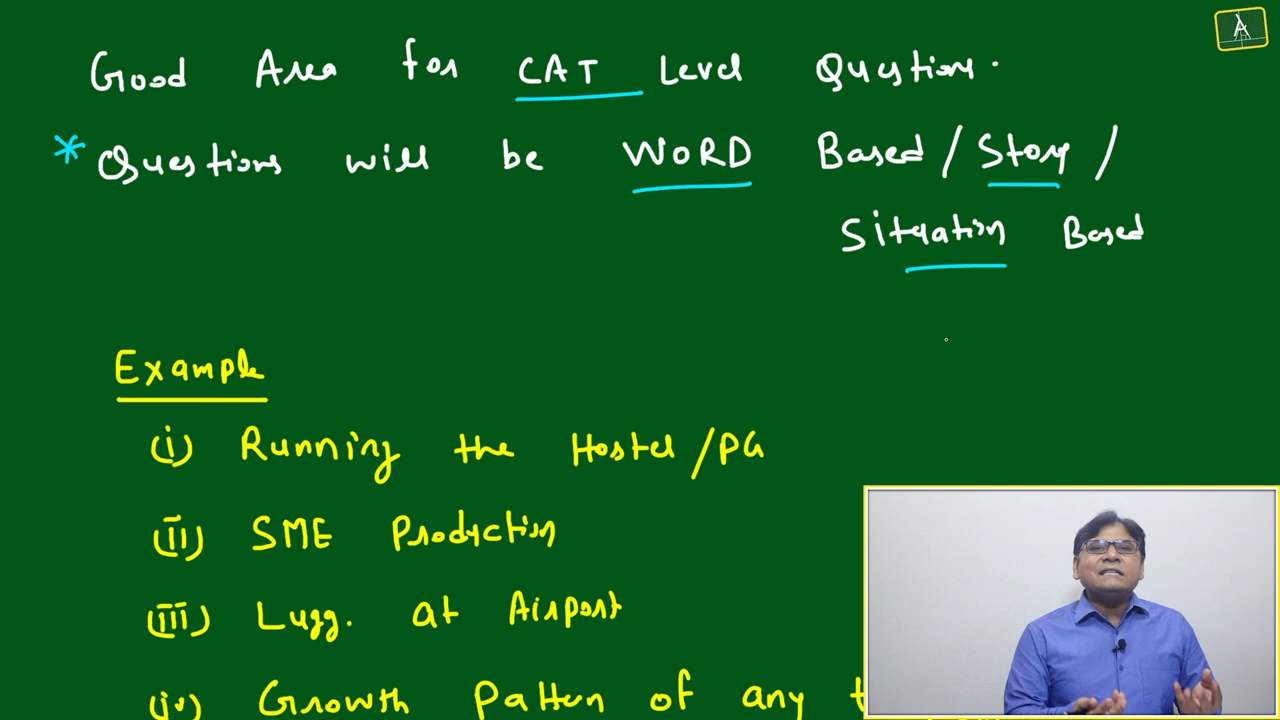 Good Area for CAT Level Questions.
* Questions will be WORD Based / Story /
Situation Based
Example
(i) Running the Hostel / PG
(ii) SME Production
(iii) Lugg. at Airport
(iv) Growth Pattern of any